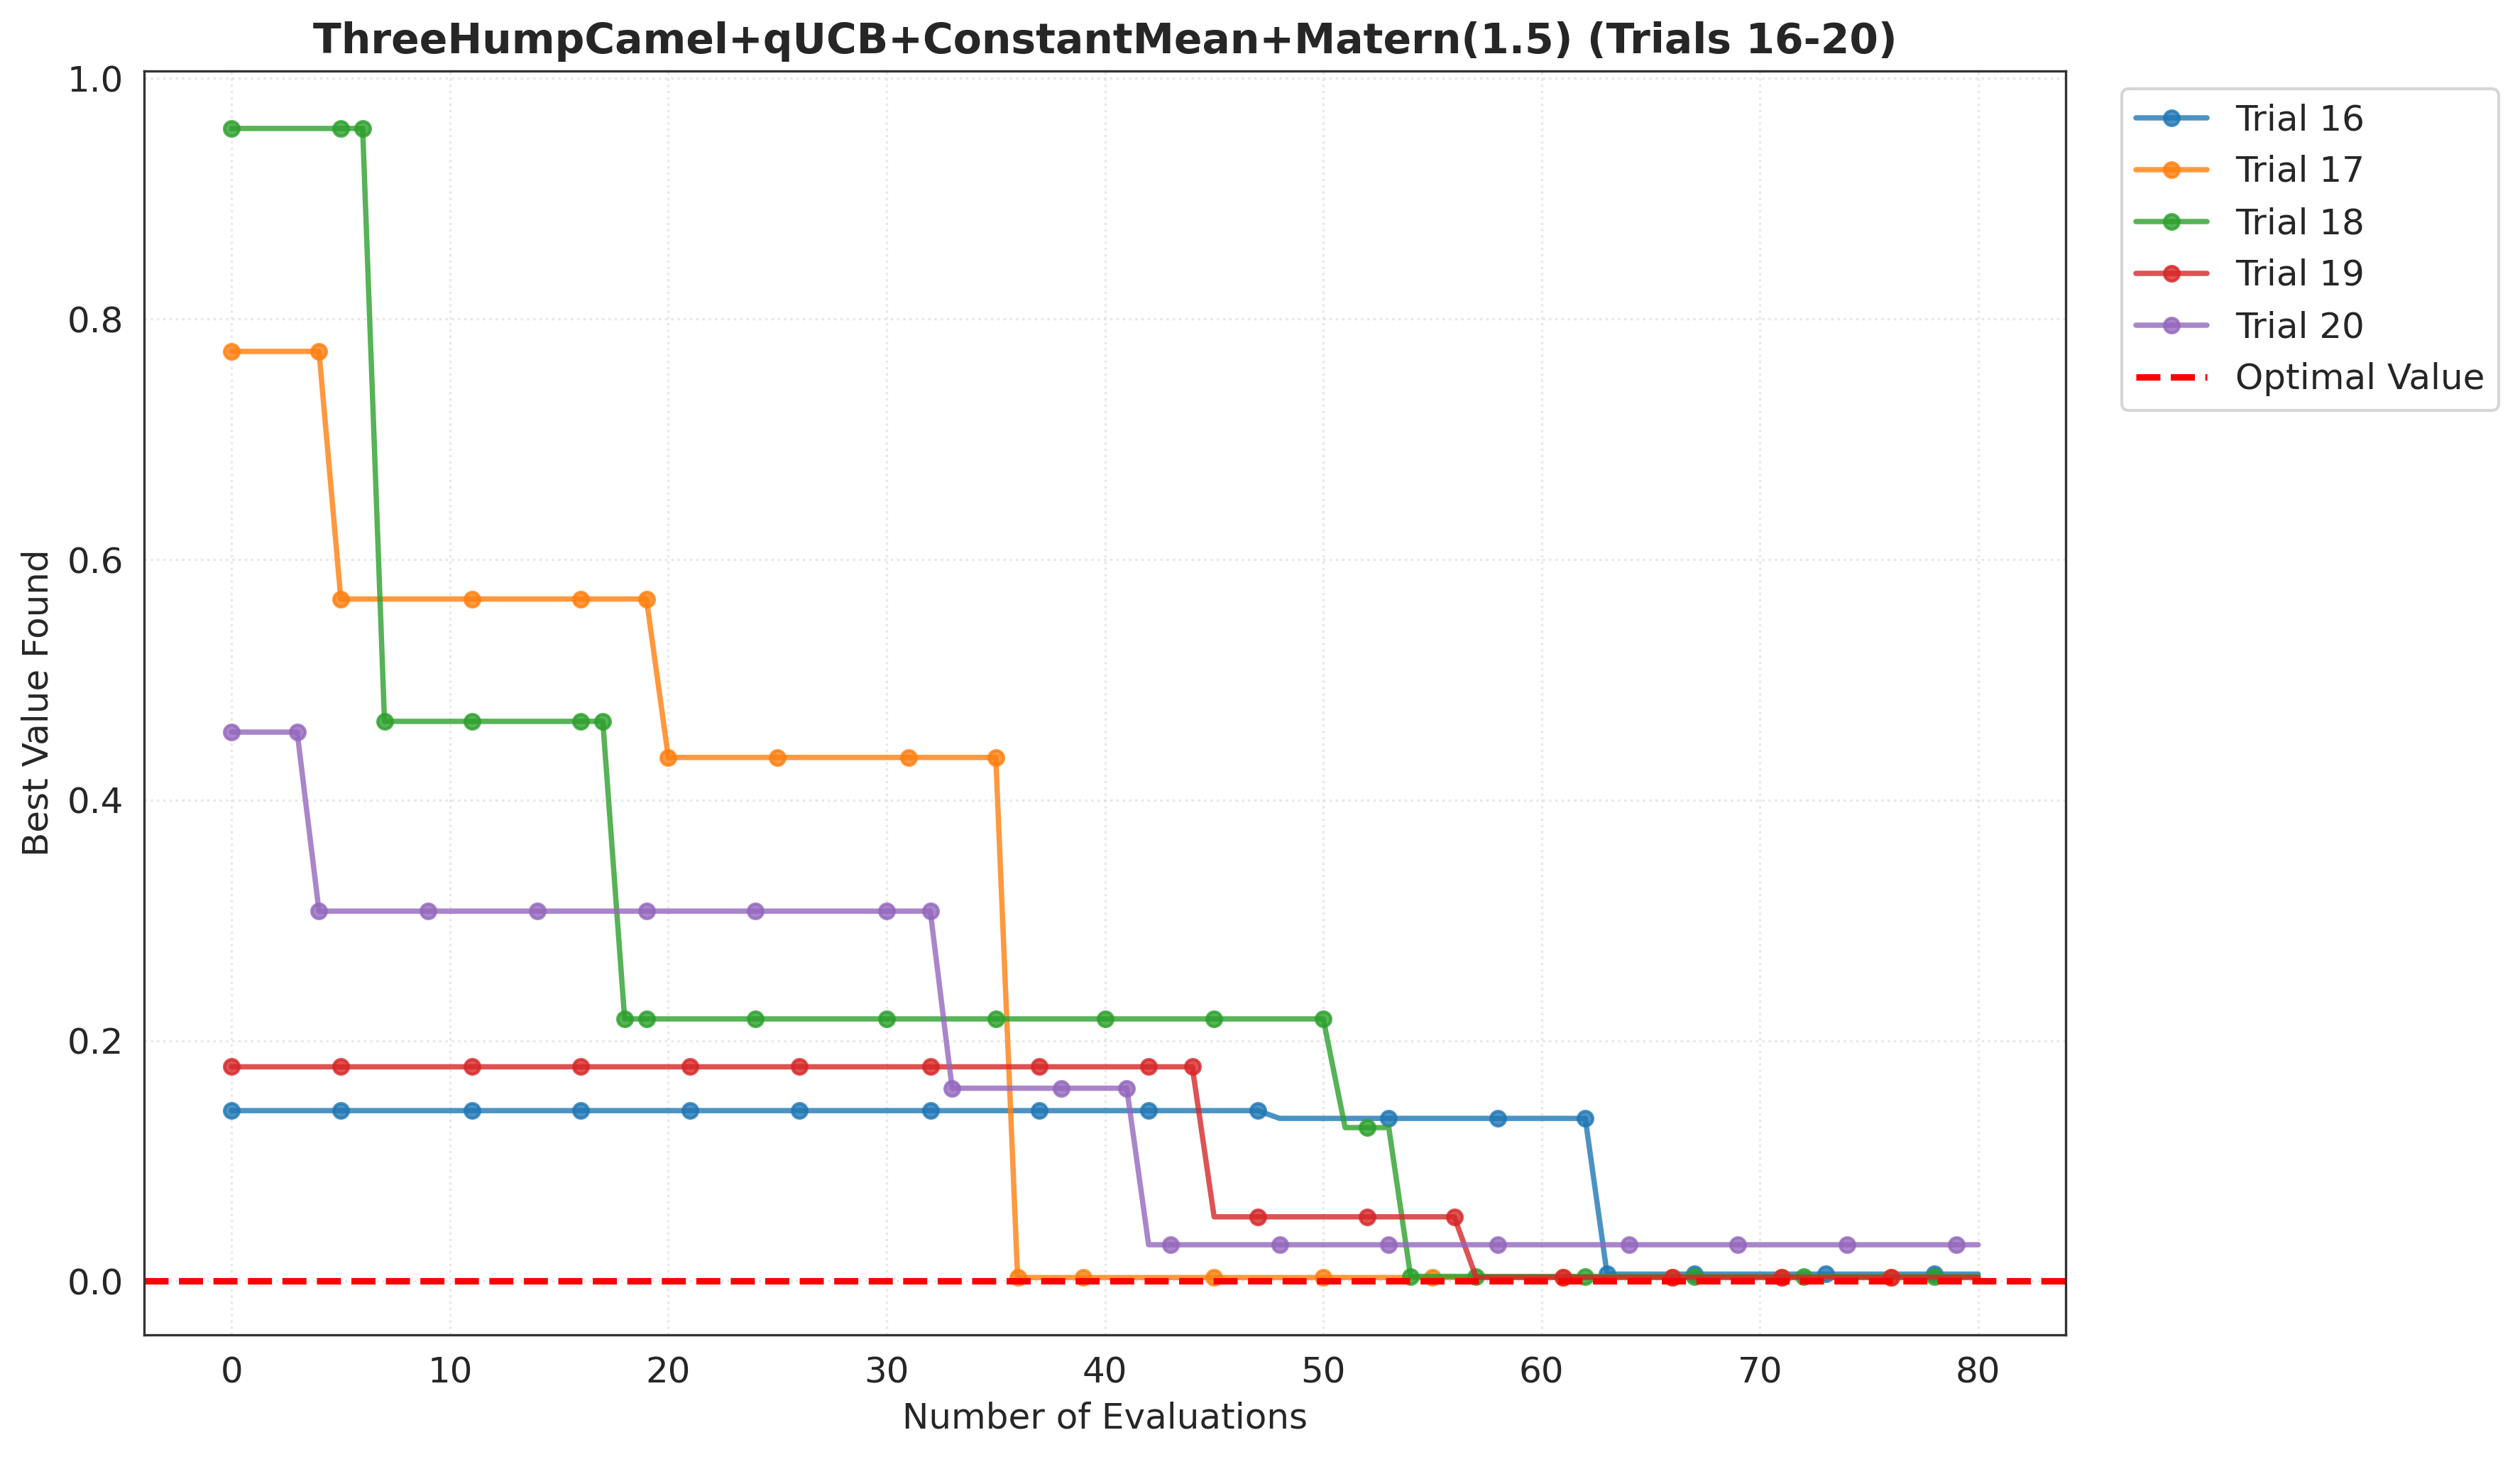 ThreeHumpCamel+qUCB+ConstantMean+Matern(1.5) (Trials 16-20)
Best Value Found
1.0
0.8
0.6
0.4
0.2
0.0
0 10 20 30 40 50 60 70 80
Number of Evaluations
Trial 16
Trial 17
Trial 18
Trial 19
Trial 20
Optimal Value